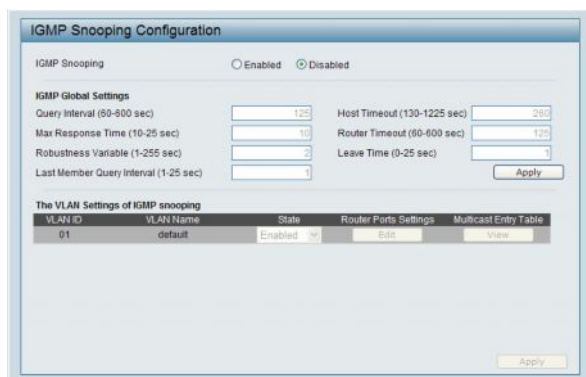 IGMP Snooping Configuration
IGMP Snooping Enabled Disabled
IGMP Global Settings
Query Interval (60-600 sec) 125 Host Timeout (130-1225 sec) 260
Max Response Time (10-25 sec) 10 Router Timeout (60-600 sec) 125
Robustness Variable (1-255 sec) 2 Leave Time (0-25 sec) 1
Last Member Query Interval (1-25 sec) 1 Apply
The VLAN Settings of IGMP snooping
VLAN ID VLAN Name State Router Ports Settings Multicast Entry Table
01 default Enabled Edit View
Apply